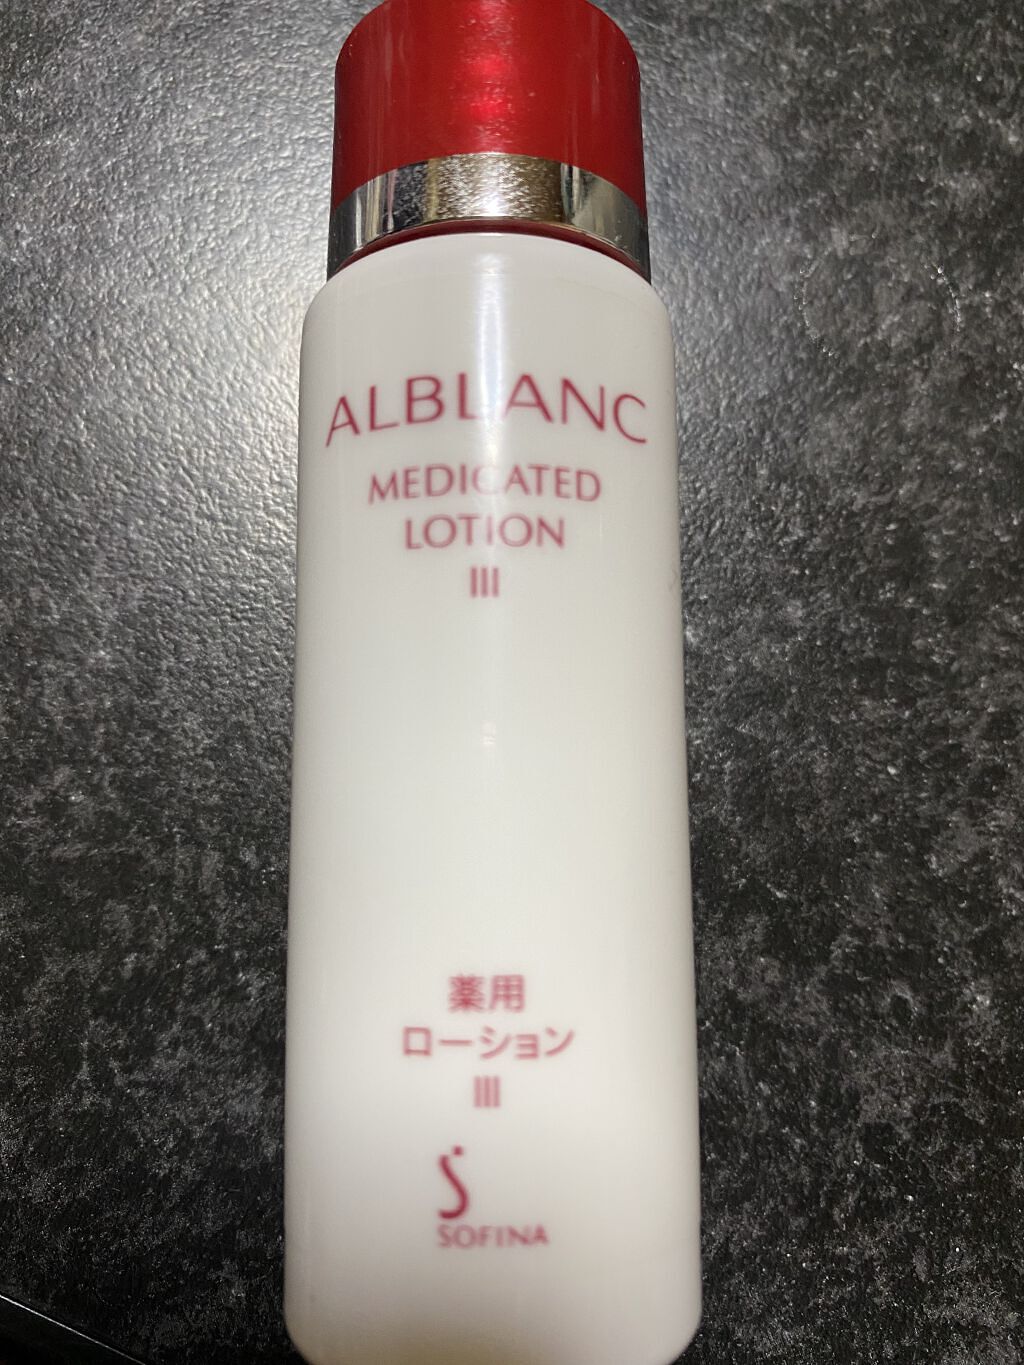 ALBLANC
MEDICATED
LOTION
III
薬用
ローション
III
SOFINA